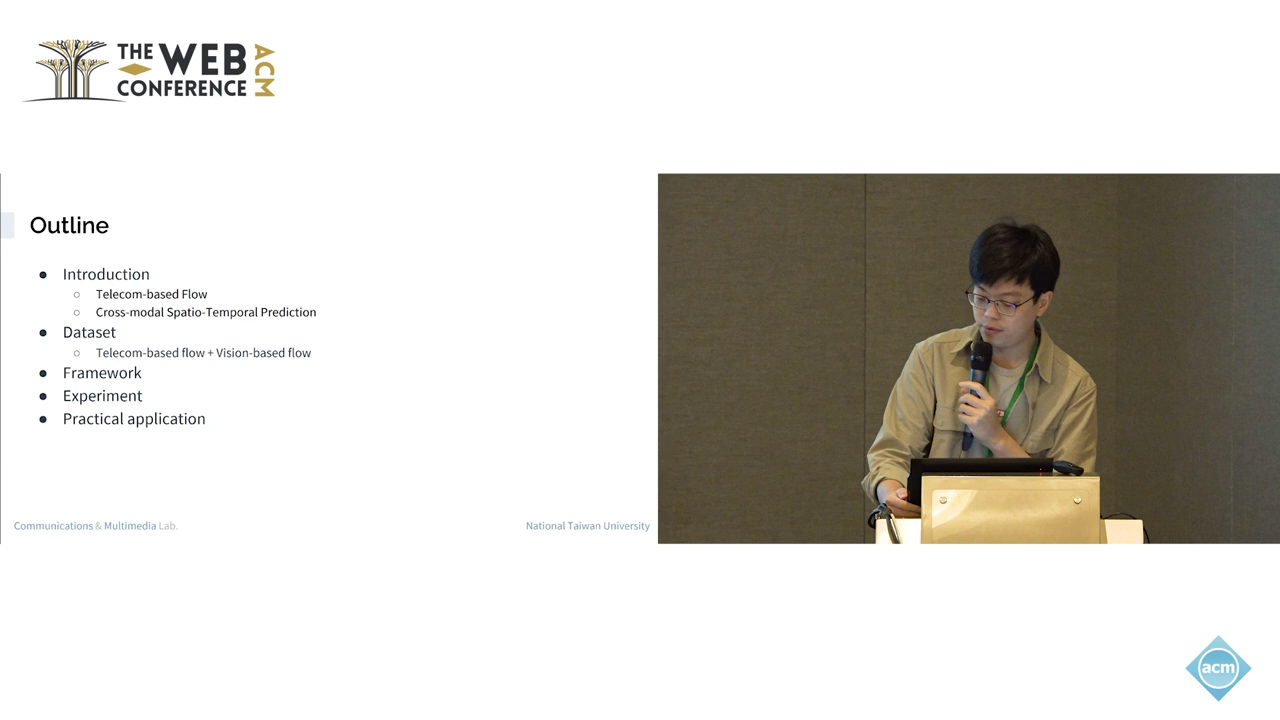 THE WEB
CONFERENCE
ACM
Outline
● Introduction
○ Telecom-based Flow
○ Cross-modal Spatio-Temporal Prediction
● Dataset
○ Telecom-based flow + Vision-based flow
● Framework
● Experiment
● Practical application
Communications & Multimedia Lab.
National Taiwan University
acm